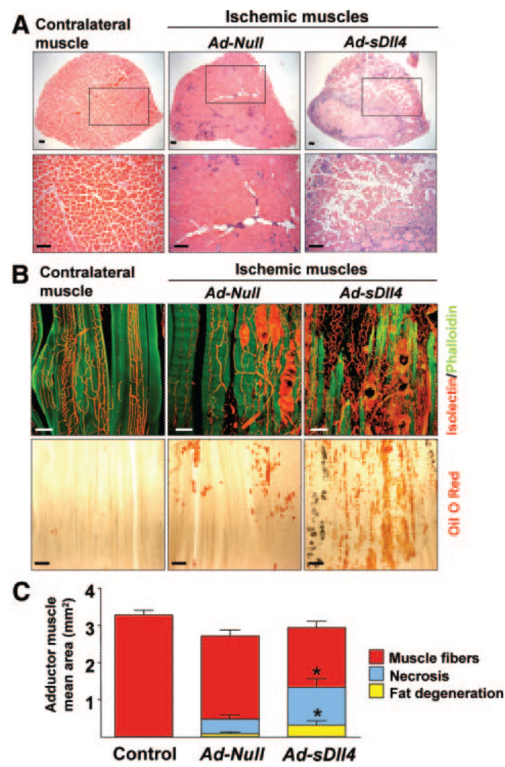 A
Contralateral
muscle
Ischemic muscles
Ad-Null
Ad-sDll4
B
Contralateral
muscle
Ischemic muscles
Ad-Null
Ad-sDll4
Isolectin/Phalloidin
Oil O Red
C
Adductor muscle
mean area (mm²)
4
3
2
1
*
*
Muscle fibers
Necrosis
Fat degeneration
Control
Ad-Null
Ad-sDll4